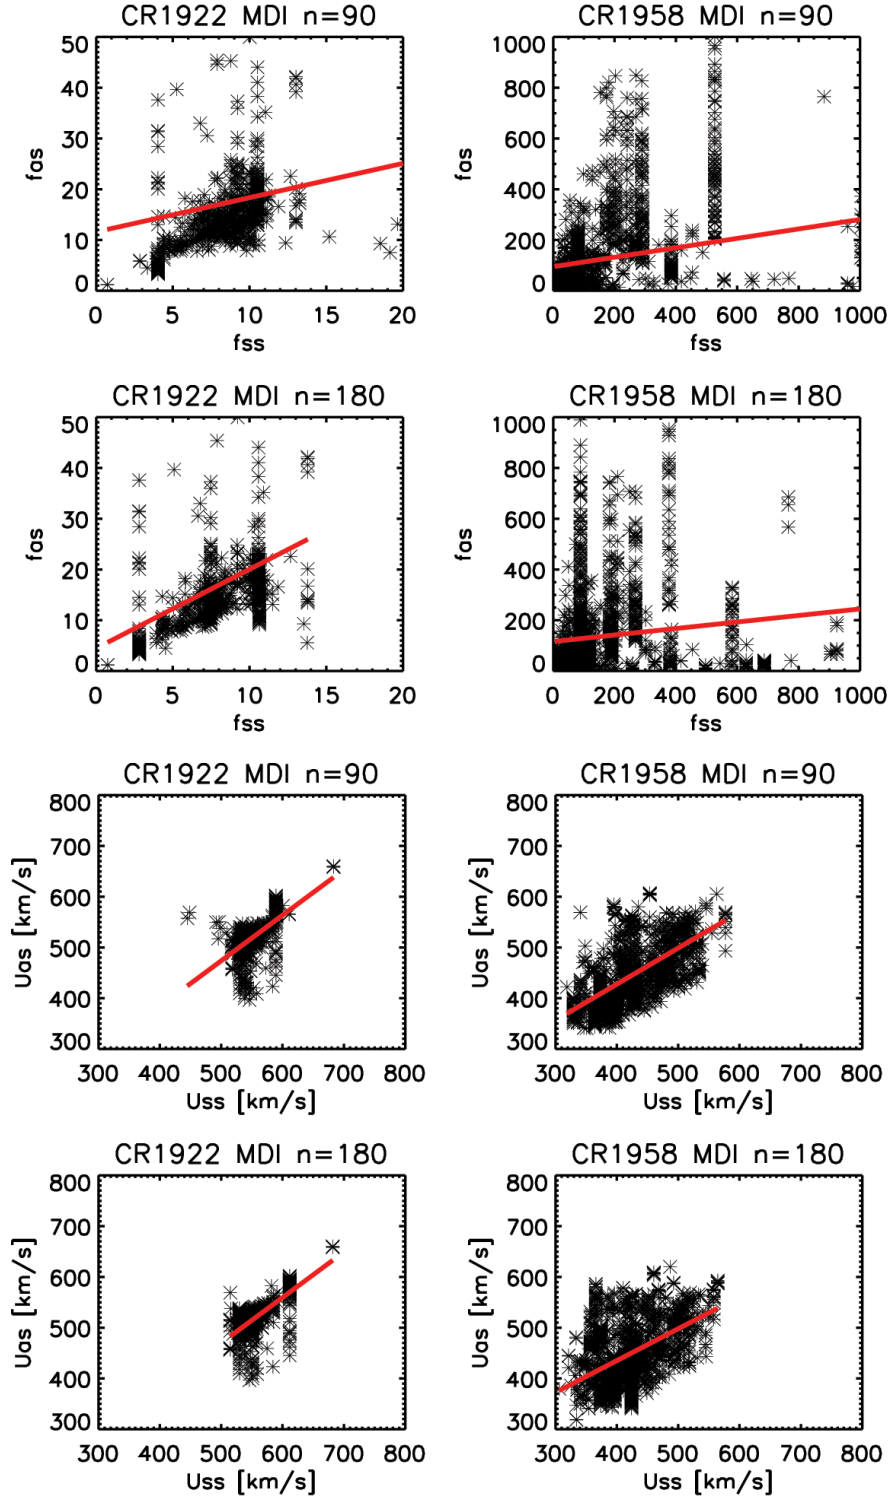 CR1922 MDI n=90
50
40
30
20
10
0
fas
0 5 10 15 20
fss
CR1958 MDI n=90
1000
800
600
400
200
0
fas
0 200 400 600 800 1000
fss
CR1922 MDI n=180
50
40
30
20
10
0
fas
0 5 10 15 20
fss
CR1958 MDI n=180
1000
800
600
400
200
0
fas
0 200 400 600 800 1000
fss
CR1922 MDI n=90
800
700
600
500
400
300
Uas [km/s]
300 400 500 600 700 800
Uss [km/s]
CR1958 MDI n=90
800
700
600
500
400
300
Uas [km/s]
300 400 500 600 700 800
Uss [km/s]
CR1922 MDI n=180
800
700
600
500
400
300
Uas [km/s]
300 400 500 600 700 800
Uss [km/s]
CR1958 MDI n=180
800
700
600
500
400
300
Uas [km/s]
300 400 500 600 700 800
Uss [km/s]